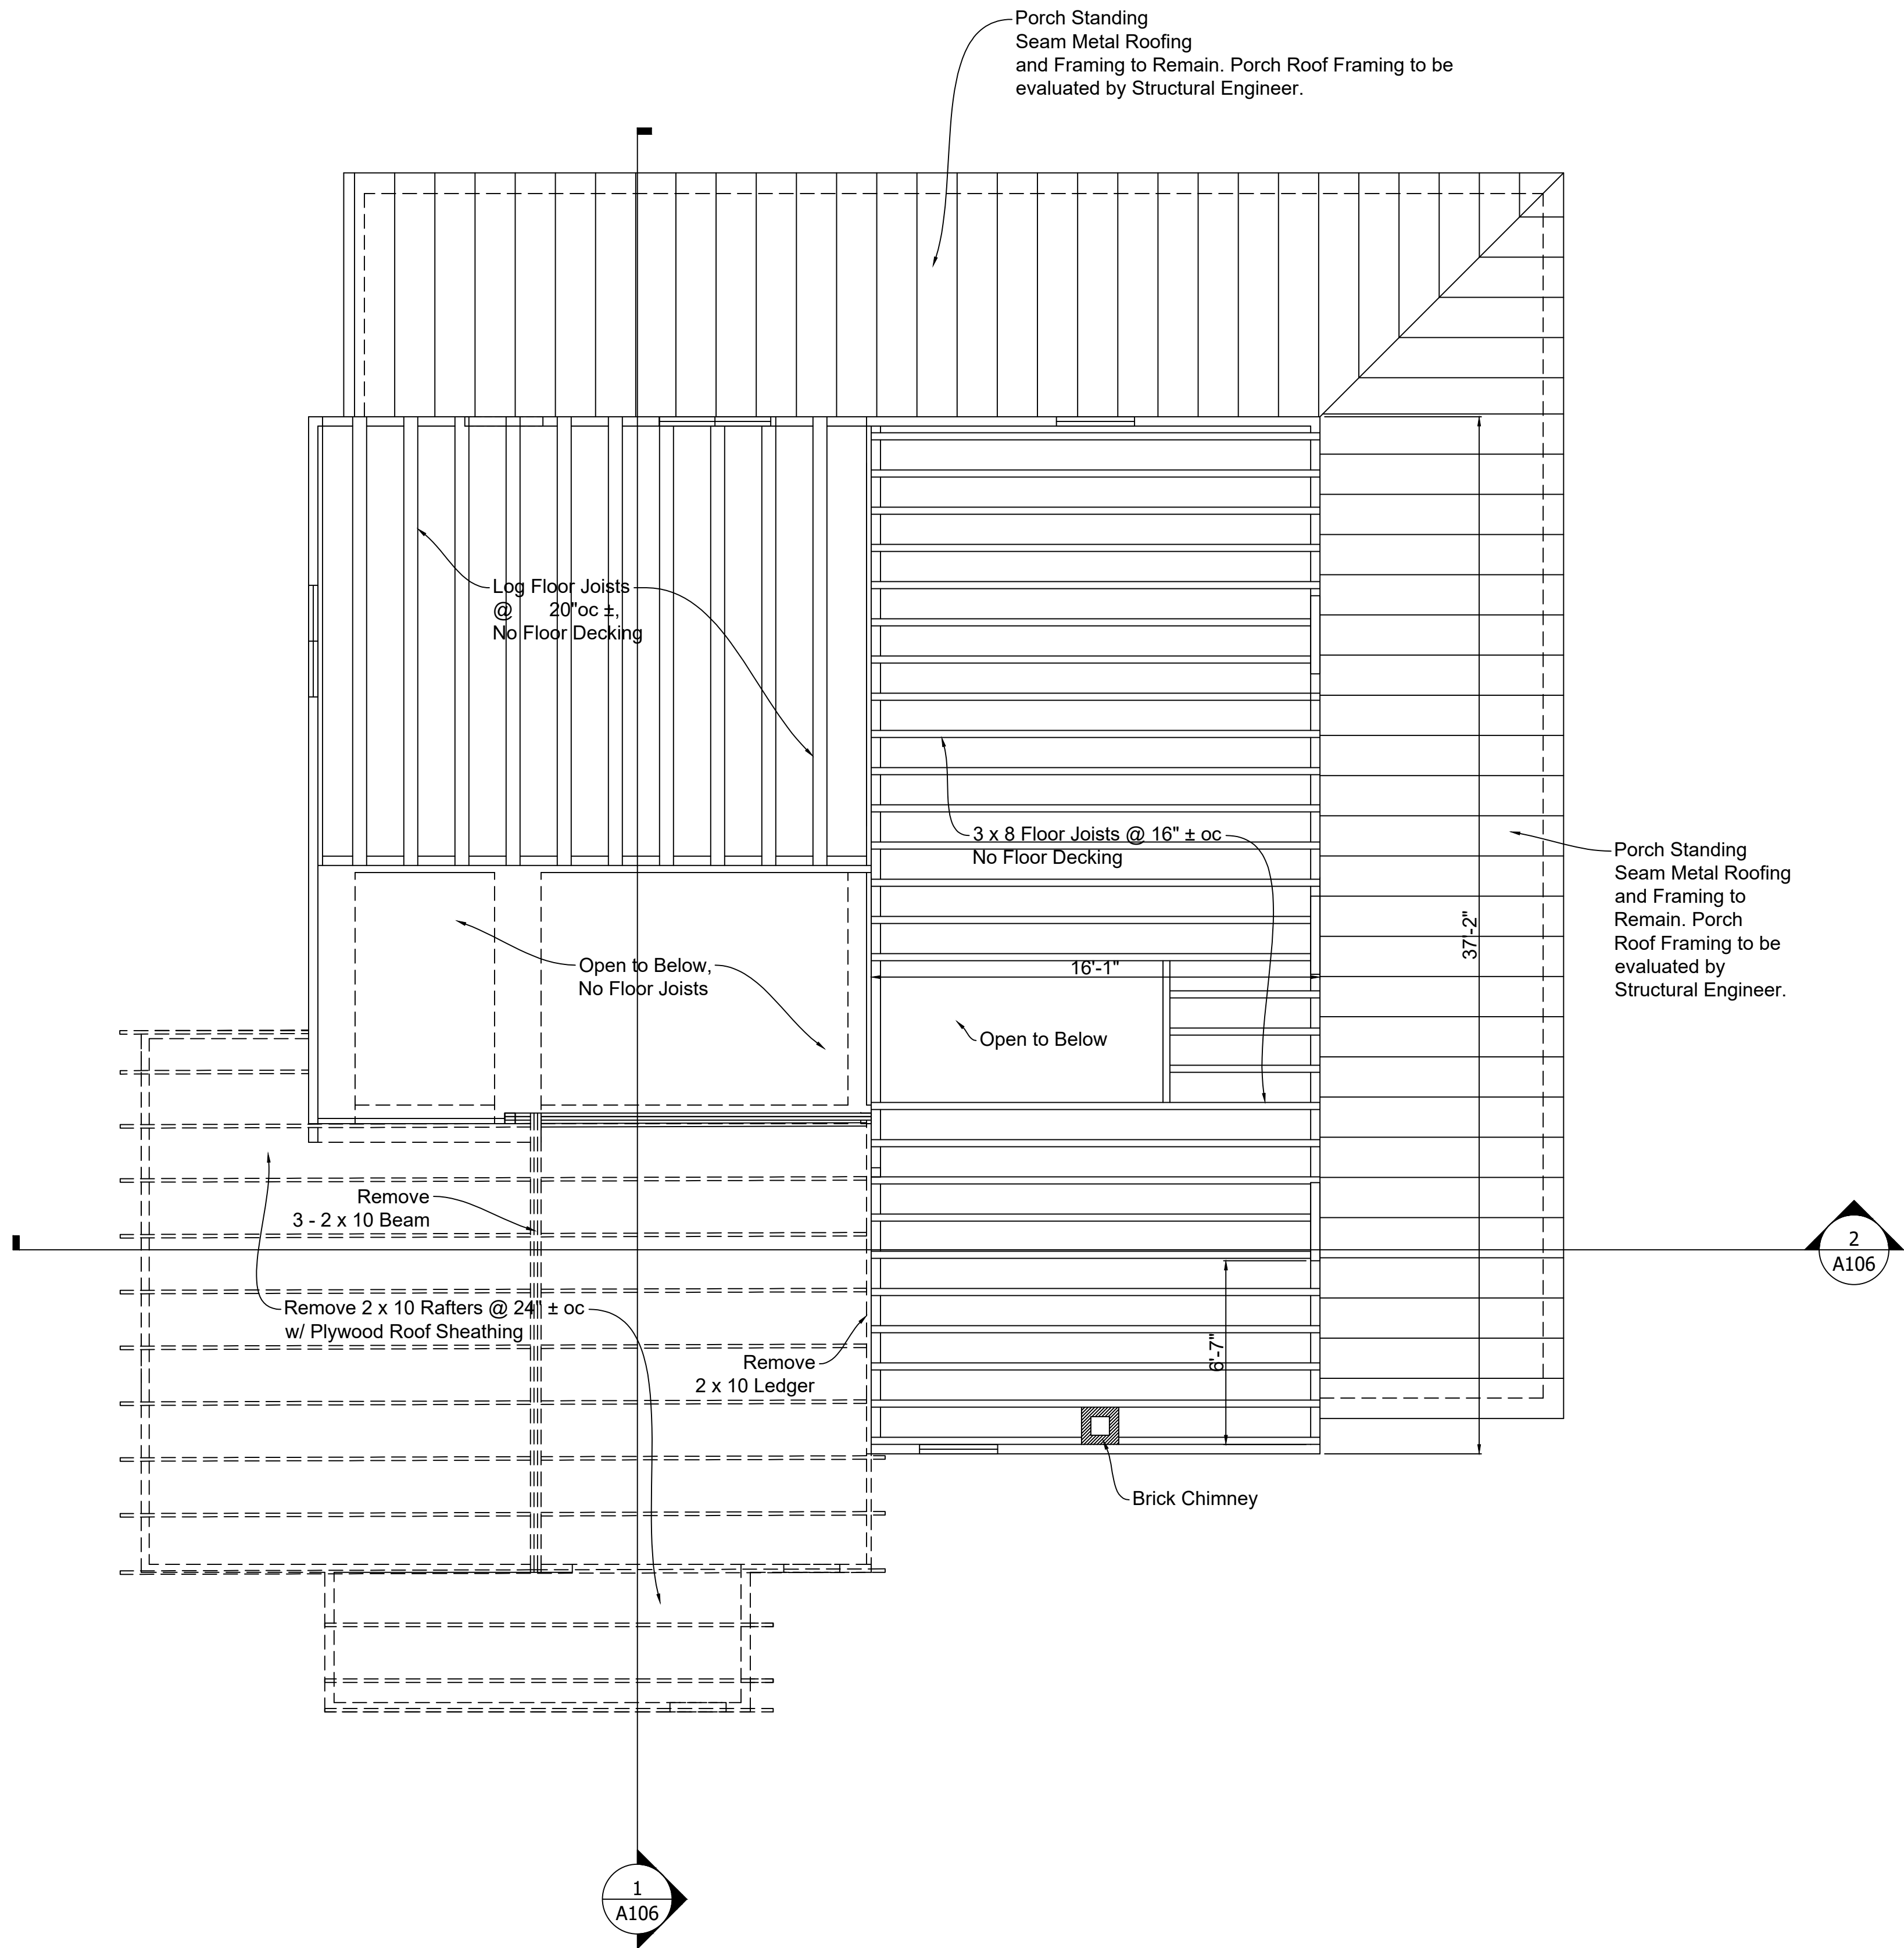 Porch Standing
Seam Metal Roofing
and Framing to Remain. Porch Roof Framing to be
evaluated by Structural Engineer.
Log Floor Joists
@ 20"oc ±,
No Floor Decking
3 x 8 Floor Joists @ 16" ± oc
No Floor Decking
Porch Standing
Seam Metal Roofing
and Framing to
Remain. Porch
Roof Framing to be
evaluated by
Structural Engineer.
37'-2"
16'-1"
Open to Below,
No Floor Joists
Open to Below
Remove
3 - 2 x 10 Beam
2
A106
Remove 2 x 10 Rafters @ 24" ± oc
w/ Plywood Roof Sheathing
Remove
2 x 10 Ledger
6'-7"
Brick Chimney
1
A106